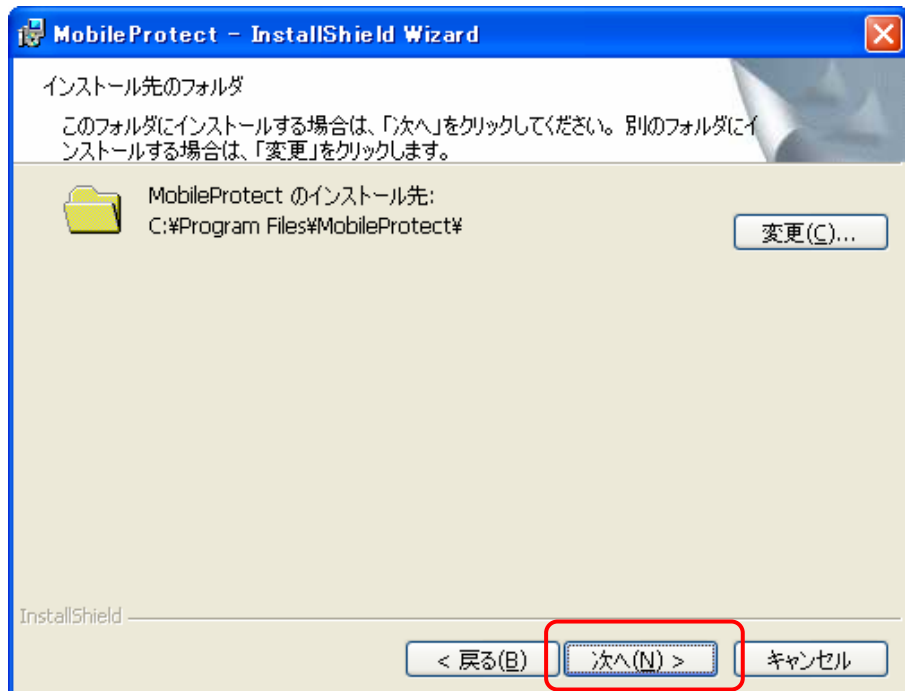 MobileProtect - InstallShield Wizard
インストール先のフォルダ
このフォルダにインストールする場合は、「次へ」をクリックしてください。別のフォルダにイ
ンストールする場合は、「変更」をクリックします。
MobileProtect のインストール先:
C:¥Program Files¥MobileProtect¥
変更(C)...
InstallShield
< 戻る(B)
次へ(N) >
キャンセル